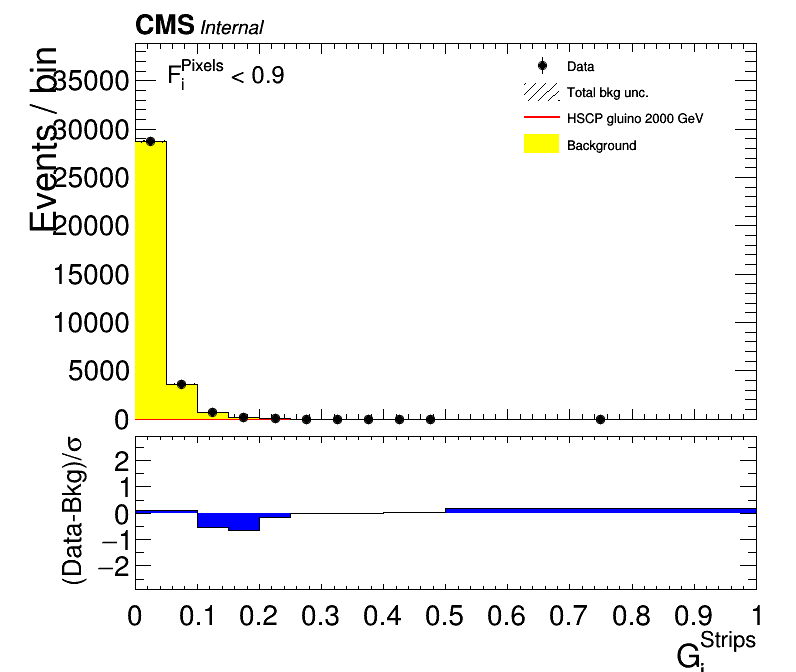 CMS Internal
F_i^Pixels < 0.9
Data
Total bkg unc.
HSCP gluino 2000 GeV
Background
Events / bin
35000
30000
25000
20000
15000
10000
5000
0
(Data-Bkg)/σ
2
1
0
−1
−2
0 0.1 0.2 0.3 0.4 0.5 0.6 0.7 0.8 0.9 1
G_i^Strips